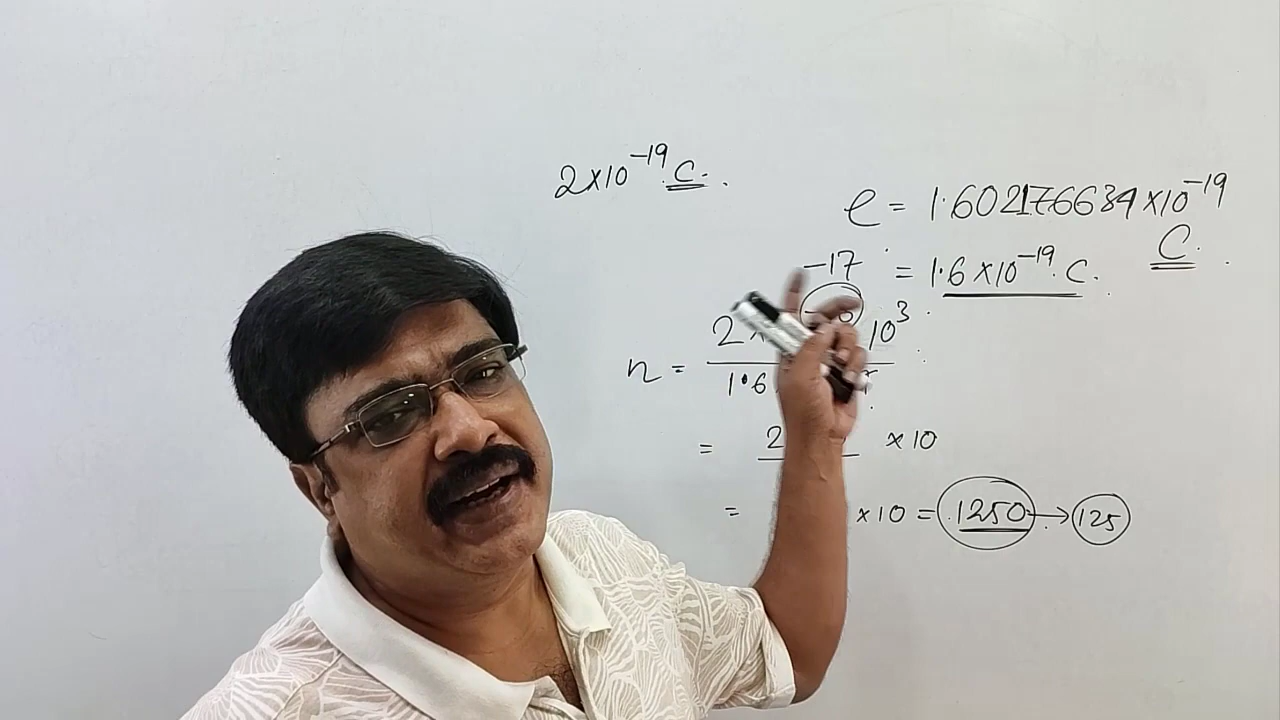 2×10⁻¹⁹ C.
e = 1.602176634×10⁻¹⁹ C.
= 1.6×10⁻¹⁹ C.
-17
n = 2 10³
1.6
= 2 ×10
= ×10 = 1250 → 125